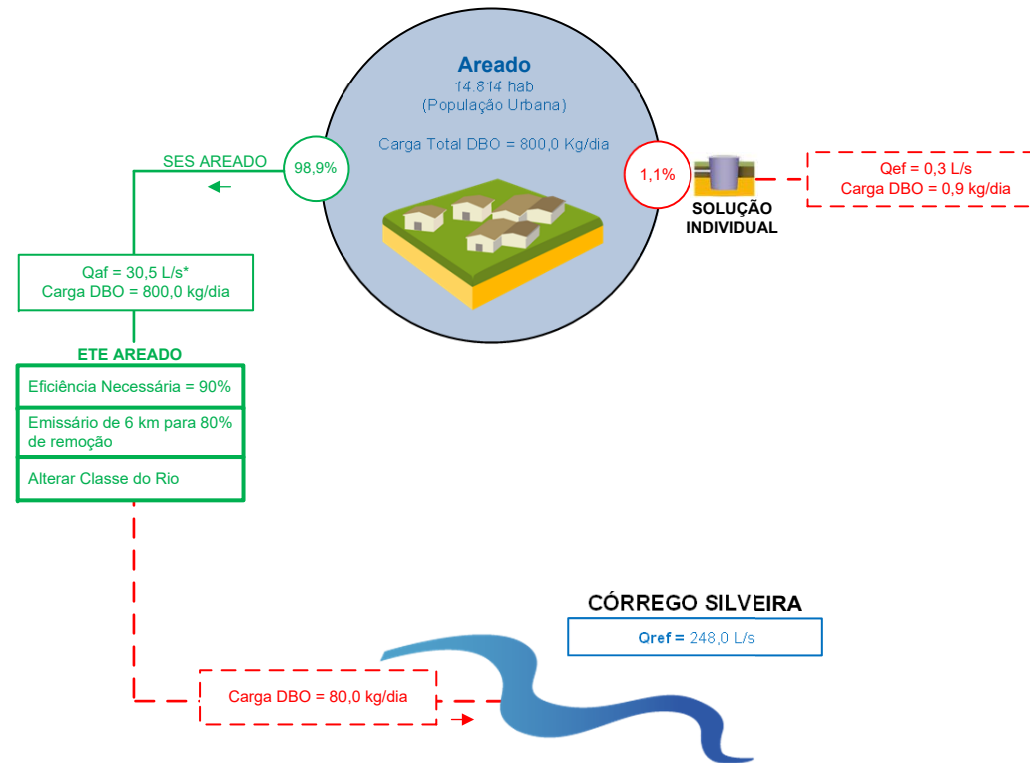 Areado
14.814 hab
(População Urbana)
Carga Total DBO = 800,0 Kg/dia
SES AREADO
98,9%
1,1%
SOLUÇÃO
INDIVIDUAL
Qef = 0,3 L/s
Carga DBO = 0,9 kg/dia
Qaf = 30,5 L/s*
Carga DBO = 800,0 kg/dia
ETE AREADO
Eficiência Necessária = 90%
Emissário de 6 km para 80%
de remoção
Alterar Classe do Rio
CÓRREGO SILVEIRA
Qref = 248,0 L/s
Carga DBO = 80,0 kg/dia